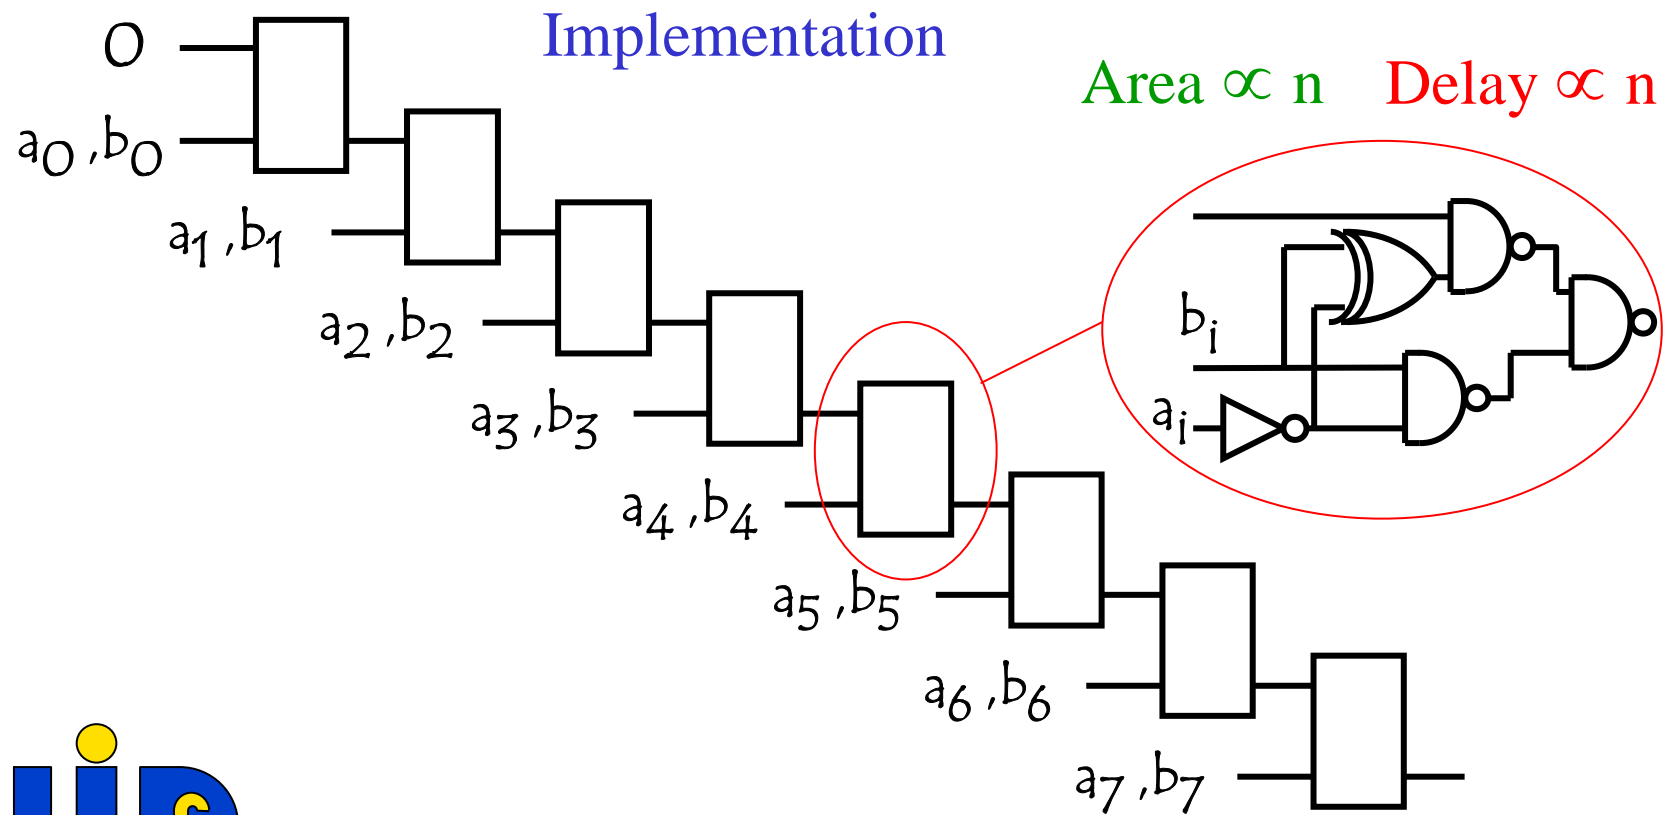 Implementation
Area ∝ n Delay ∝ n
0
a0 ,b0
a1 ,b1
a2 ,b2
a3 ,b3
a4 ,b4
a5 ,b5
a6 ,b6
a7 ,b7
bi
ai